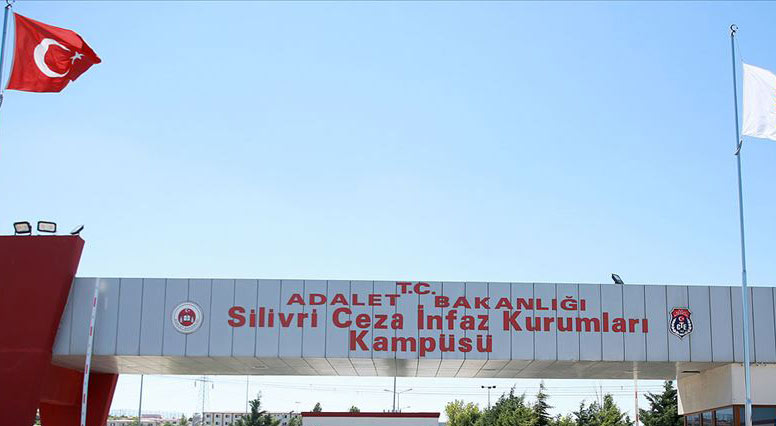 T.C.
ADALET BAKANLIĞI
Silivri Ceza İnfaz Kurumları
Kampüsü